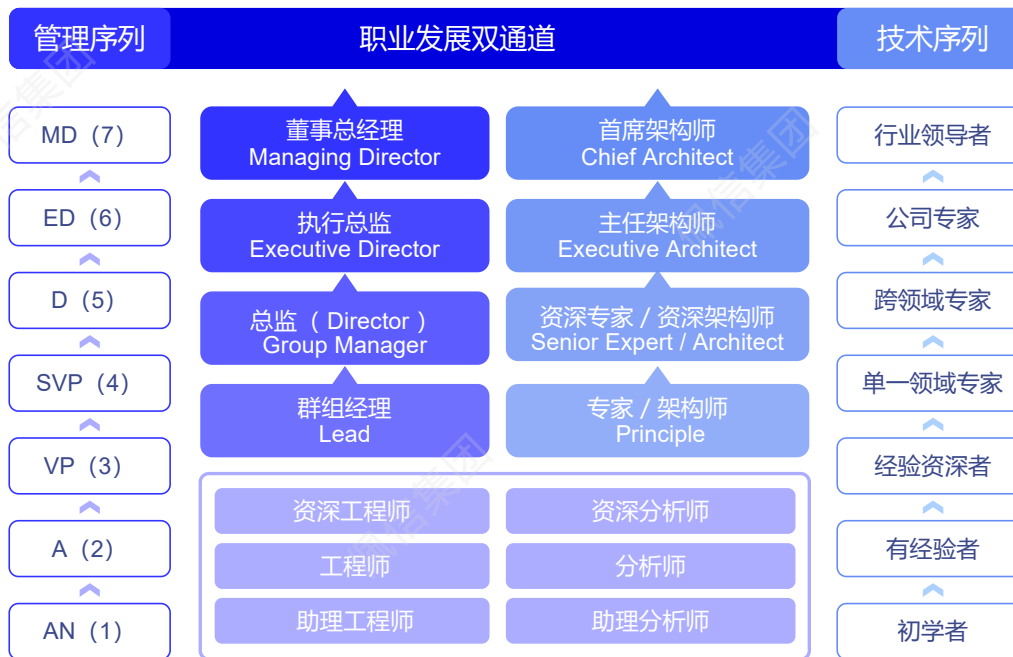 管理序列 职业发展双通道 技术序列
MD（7） 董事总经理 首席架构师 行业领导者
Managing Director Chief Architect
ED（6） 执行总监 主任架构师 公司专家
Executive Director Executive Architect
D（5） 总监（Director） 资深专家 / 资深架构师 跨领域专家
Group Manager Senior Expert / Architect
SVP（4） 群组经理 专家 / 架构师 单一领域专家
Lead Principle
VP（3） 经验资深者
资深工程师 资深分析师
A（2） 工程师 分析师 有经验者
AN（1） 助理工程师 助理分析师 初学者